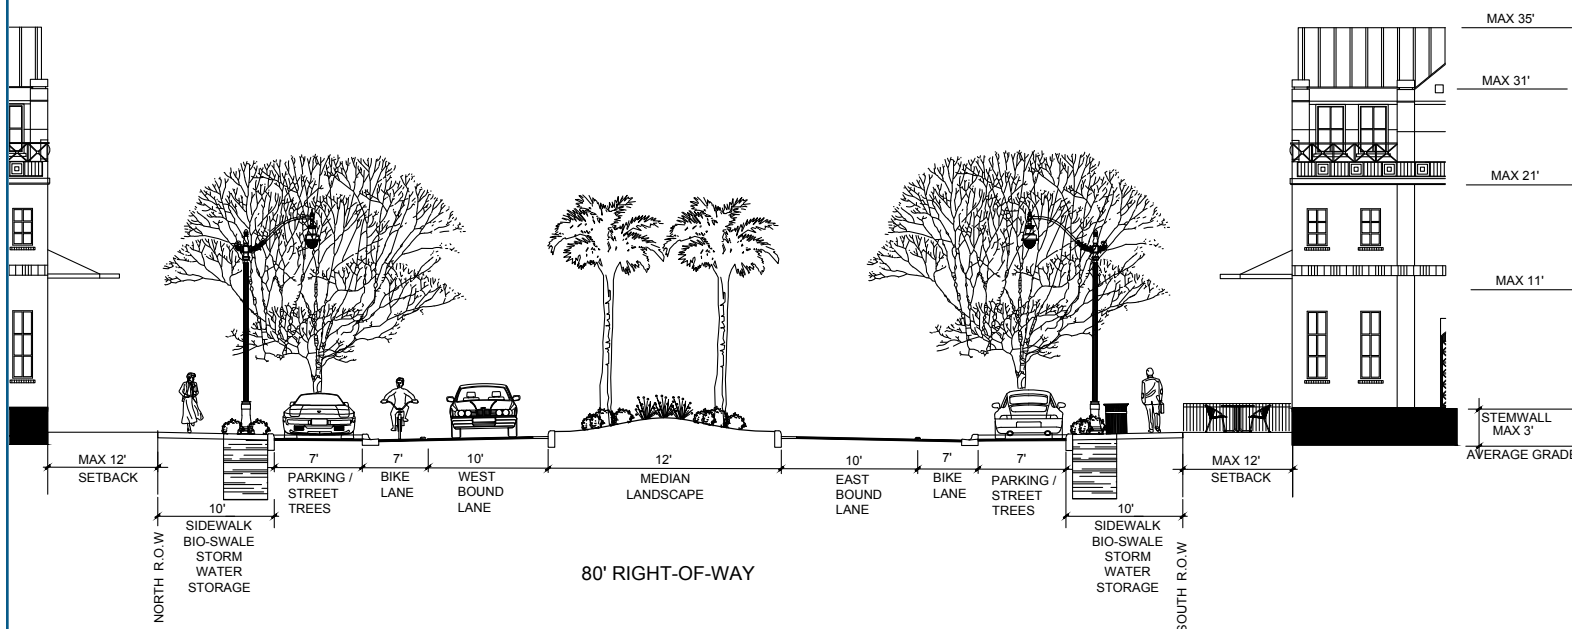 MAX 35'
MAX 31'
MAX 21'
MAX 11'
STEMWALL
MAX 3'
AVERAGE GRADE
MAX 12'
SETBACK
7'
PARKING /
STREET
TREES
7'
BIKE
LANE
10'
WEST
BOUND
LANE
12'
MEDIAN
LANDSCAPE
10'
EAST
BOUND
LANE
7'
BIKE
LANE
7'
PARKING /
STREET
TREES
MAX 12'
SETBACK
NORTH R.O.W
10'
SIDEWALK
BIO-SWALE
STORM
WATER
STORAGE
80' RIGHT-OF-WAY
10'
SIDEWALK
BIO-SWALE
STORM
WATER
STORAGE
SOUTH R.O.W